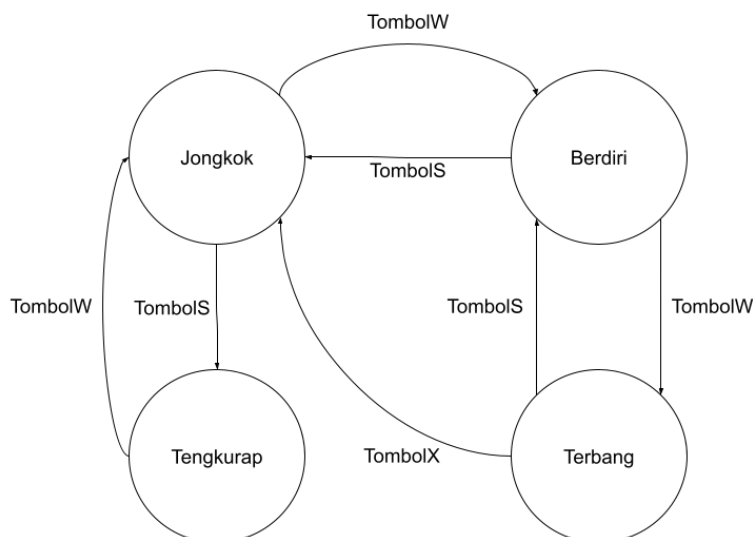 TombolW
Jongkok
Berdiri
TombolS
TombolW
TombolS
TombolS
TombolW
Tengkurap
TombolX
Terbang